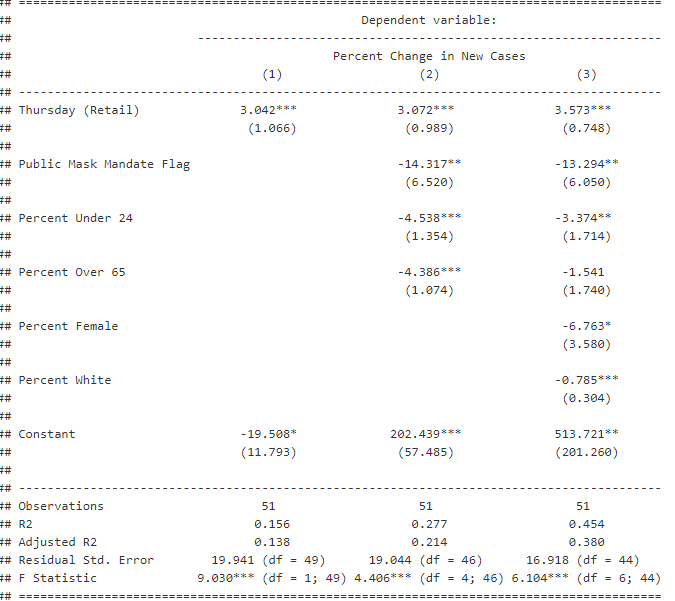 ## =====================================================================
##                                     Dependent variable:
##                          -------------------------------------------------
##                                 Percent Change in New Cases
##                          (1)                (2)                (3)
## ---------------------------------------------------------------------
## Thursday (Retail)        3.042***           3.072***           3.573***
##                          (1.066)            (0.989)            (0.748)
##
## Public Mask Mandate Flag                    -14.317**          -13.294**
##                                             (6.520)            (6.050)
##
## Percent Under 24                            -4.538***          -3.374**
##                                             (1.354)            (1.714)
##
## Percent Over 65                             -4.386***          -1.541
##                                             (1.074)            (1.740)
##
## Percent Female                                                 -6.763*
##                                                                (3.580)
##
## Percent White                                                  -0.785***
##                                                                (0.304)
##
## Constant                 -19.508*           202.439***         513.721**
##                          (11.793)           (57.485)           (201.260)
##
## ---------------------------------------------------------------------
## Observations             51                 51                 51
## R2                       0.156              0.277              0.454
## Adjusted R2              0.138              0.214              0.380
## Residual Std. Error      19.941 (df = 49)   19.044 (df = 46)   16.918 (df = 44)
## F Statistic              9.030*** (df = 1; 49) 4.406*** (df = 4; 46) 6.104*** (df = 6; 44)
## =====================================================================